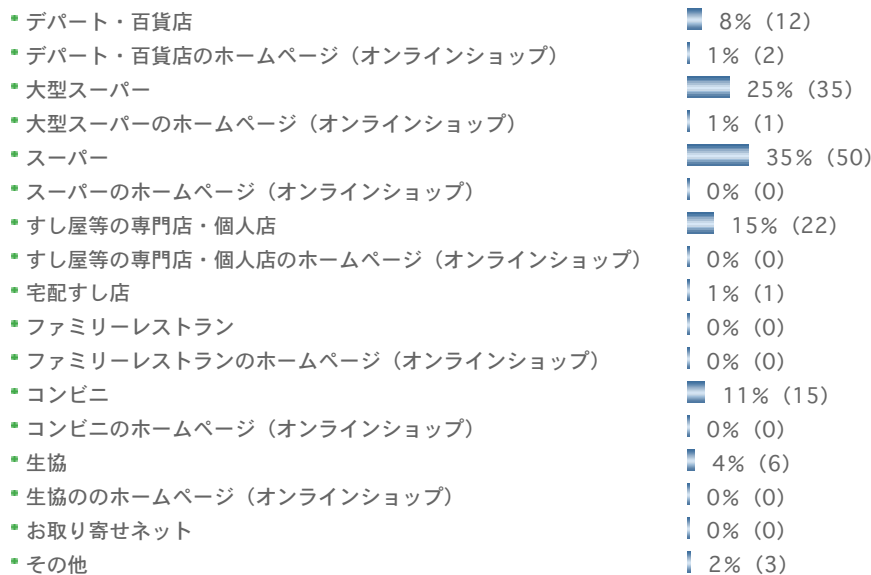 デパート・百貨店 8% (12)
デパート・百貨店のホームページ（オンラインショップ） 1% (2)
大型スーパー 25% (35)
大型スーパーのホームページ（オンラインショップ） 1% (1)
スーパー 35% (50)
スーパーのホームページ（オンラインショップ） 0% (0)
すし屋等の専門店・個人店 15% (22)
すし屋等の専門店・個人店のホームページ（オンラインショップ） 0% (0)
宅配すし店 1% (1)
ファミリーレストラン 0% (0)
ファミリーレストランのホームページ（オンラインショップ） 0% (0)
コンビニ 11% (15)
コンビニのホームページ（オンラインショップ） 0% (0)
生協 4% (6)
生協ののホームページ（オンラインショップ） 0% (0)
お取り寄せネット 0% (0)
その他 2% (3)